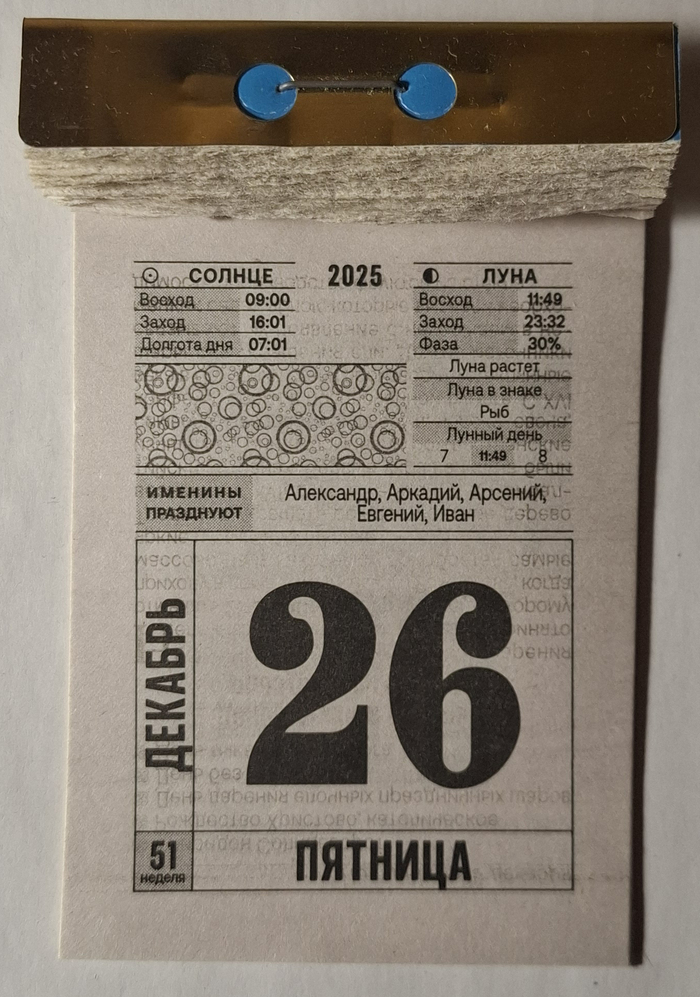 СОЛНЦЕ
Восход 09:00
Заход 16:01
Долгота дня 07:01
2025
ЛУНА
Восход 11:49
Заход 23:32
Фаза 30%
Луна растет
Луна в знаке
Рыб
Лунный день
7 11:49 8
ИМЕНИНЫ
ПРАЗДНУЮТ
Александр, Аркадий, Арсений,
Евгений, Иван
ДЕКАБРЬ
26
51
неделя
ПЯТНИЦА